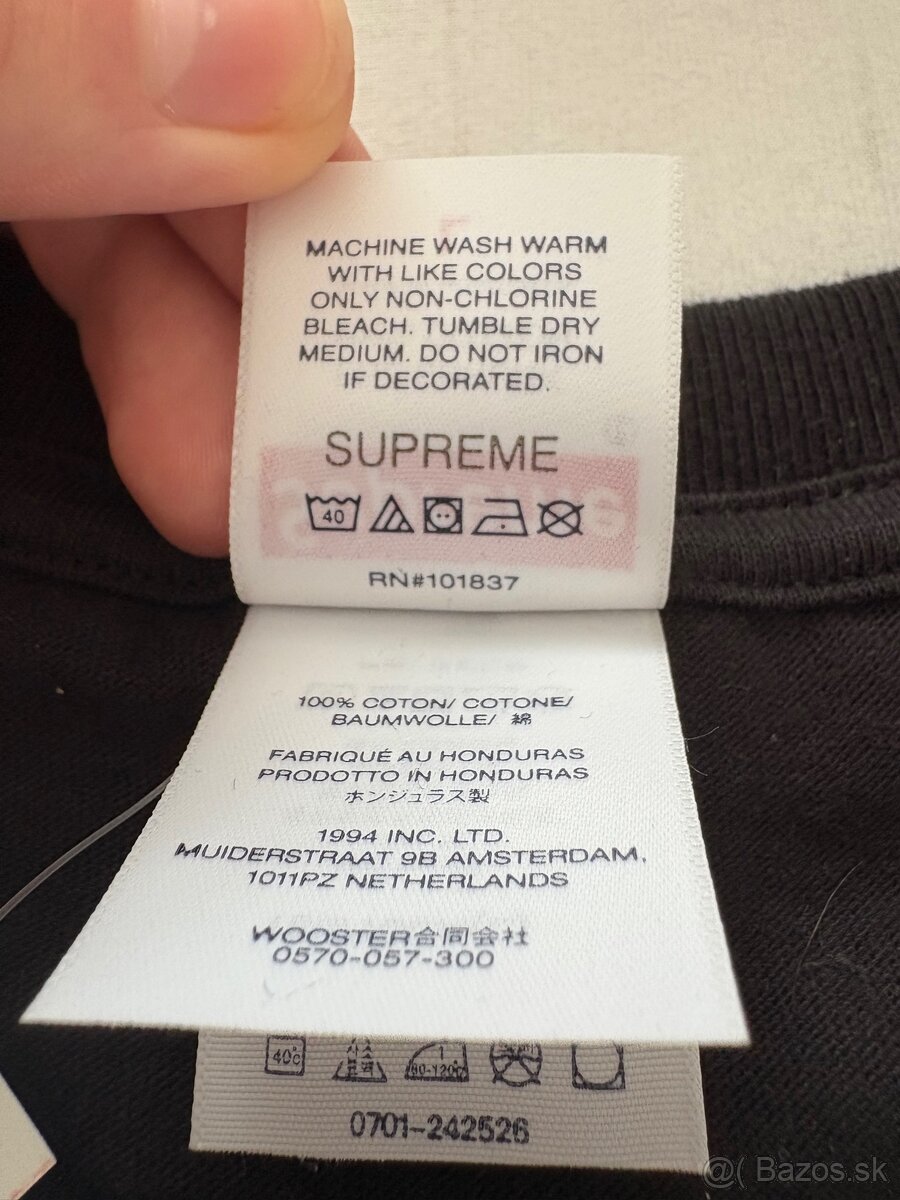 MACHINE WASH WARM
WITH LIKE COLORS
ONLY NON-CHLORINE
BLEACH. TUMBLE DRY
MEDIUM. DO NOT IRON
IF DECORATED.
SUPREME
40
RN#101837
100% COTON/ COTONE/
BAUMWOLLE/ 綿
FABRIQUÉ AU HONDURAS
PRODOTTO IN HONDURAS
ホンジュラス製
1994 INC. LTD.
MUIDERSTRAAT 9B AMSTERDAM,
1011PZ NETHERLANDS
WOOSTER合同会社
0570-057-300
40c
0701-242526
@( Bazos.sk